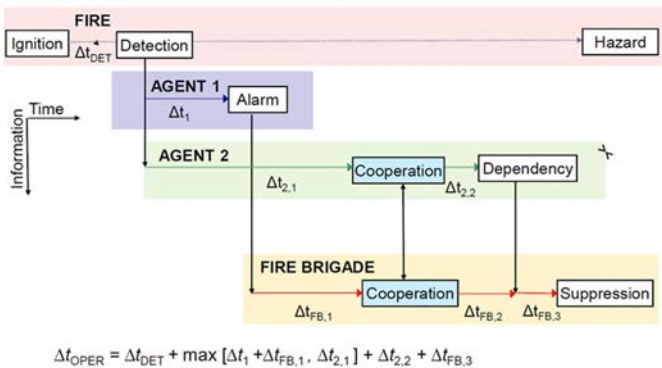 FIRE
Ignition
Δt_DET
Detection
Hazard
AGENT 1
Alarm
Δt_1
Time
Information
AGENT 2
Cooperation
Dependency
Δt_2,1
Δt_2,2
FIRE BRIGADE
Cooperation
Suppression
Δt_FB,1
Δt_FB,2
Δt_FB,3
Δt_OPER = Δt_DET + max [Δt_1 +Δt_FB,1, Δt_2,1] + Δt_2,2 + Δt_FB,3